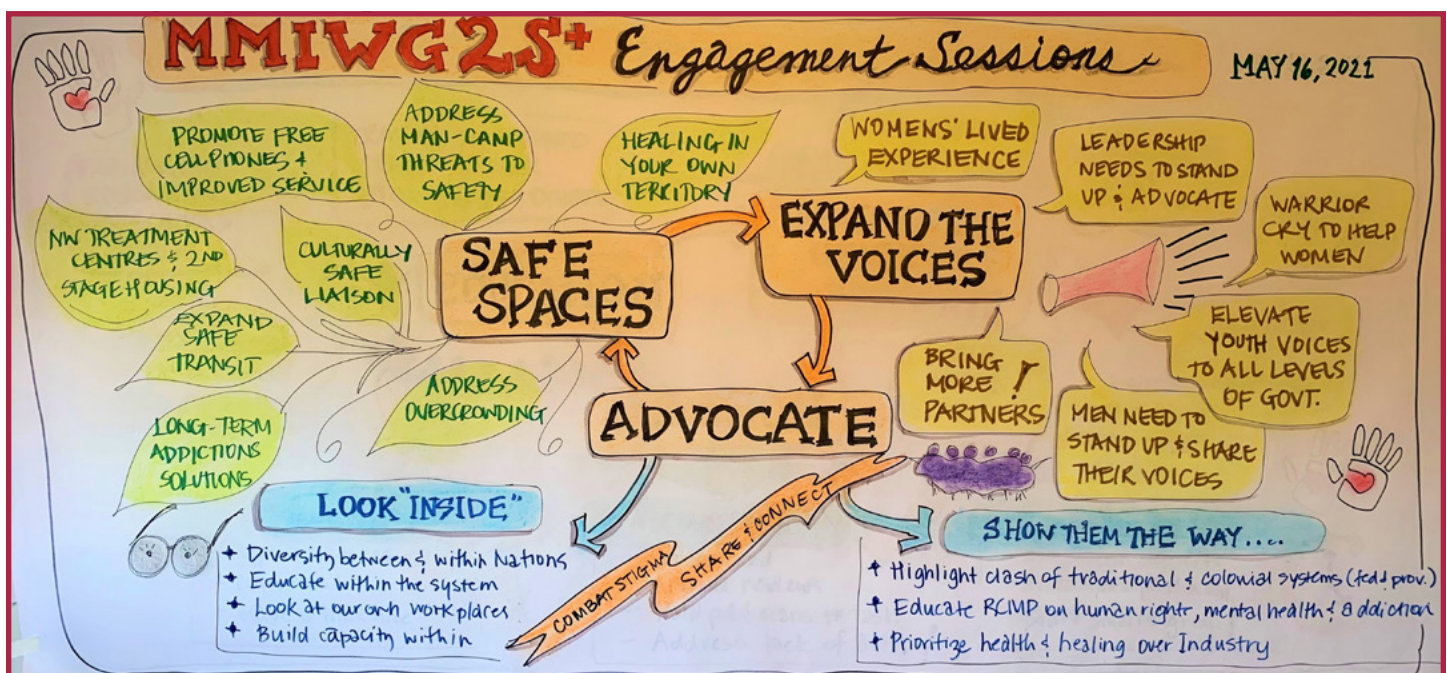 MMIWG2S+ Engagement Sessions
MAY 16, 2021
PROMOTE FREE
CELLPHONES &
IMPROVED SERVICE
ADDRESS
MAN-CAMP
THREATS TO
SAFETY
HEALING IN
YOUR OWN
TERRITORY
NW TREATMENT
CENTRES & 2ND
STAGE HOUSING
CULTURALLY
SAFE
LIAISON
EXPAND
SAFE
TRANSIT
ADDRESS
OVERCROWDING
LONG-TERM
ADDICTIONS
SOLUTIONS
SAFE
SPACES
WOMENS' LIVED
EXPERIENCE
LEADERSHIP
NEEDS TO STAND
UP & ADVOCATE
WARRIOR
CRY TO HELP
WOMEN
EXPAND THE
VOICES
ELEVATE
YOUTH VOICES
TO ALL LEVELS
OF GOVT.
BRING
MORE !
PARTNERS
MEN NEED TO
STAND UP & SHARE
THEIR VOICES
ADVOCATE
COMBAT STIGMA SHARE & CONNECT
LOOK "INSIDE"
+ Diversity between & within Nations
+ Educate within the system
+ Look at our own workplaces
+ Build capacity within
SHOW THEM THE WAY....
+ Highlight clash of traditional & colonial systems (fed & prov.)
+ Educate RCMP on human rights, mental health & addiction
+ Prioritize health & healing over Industry